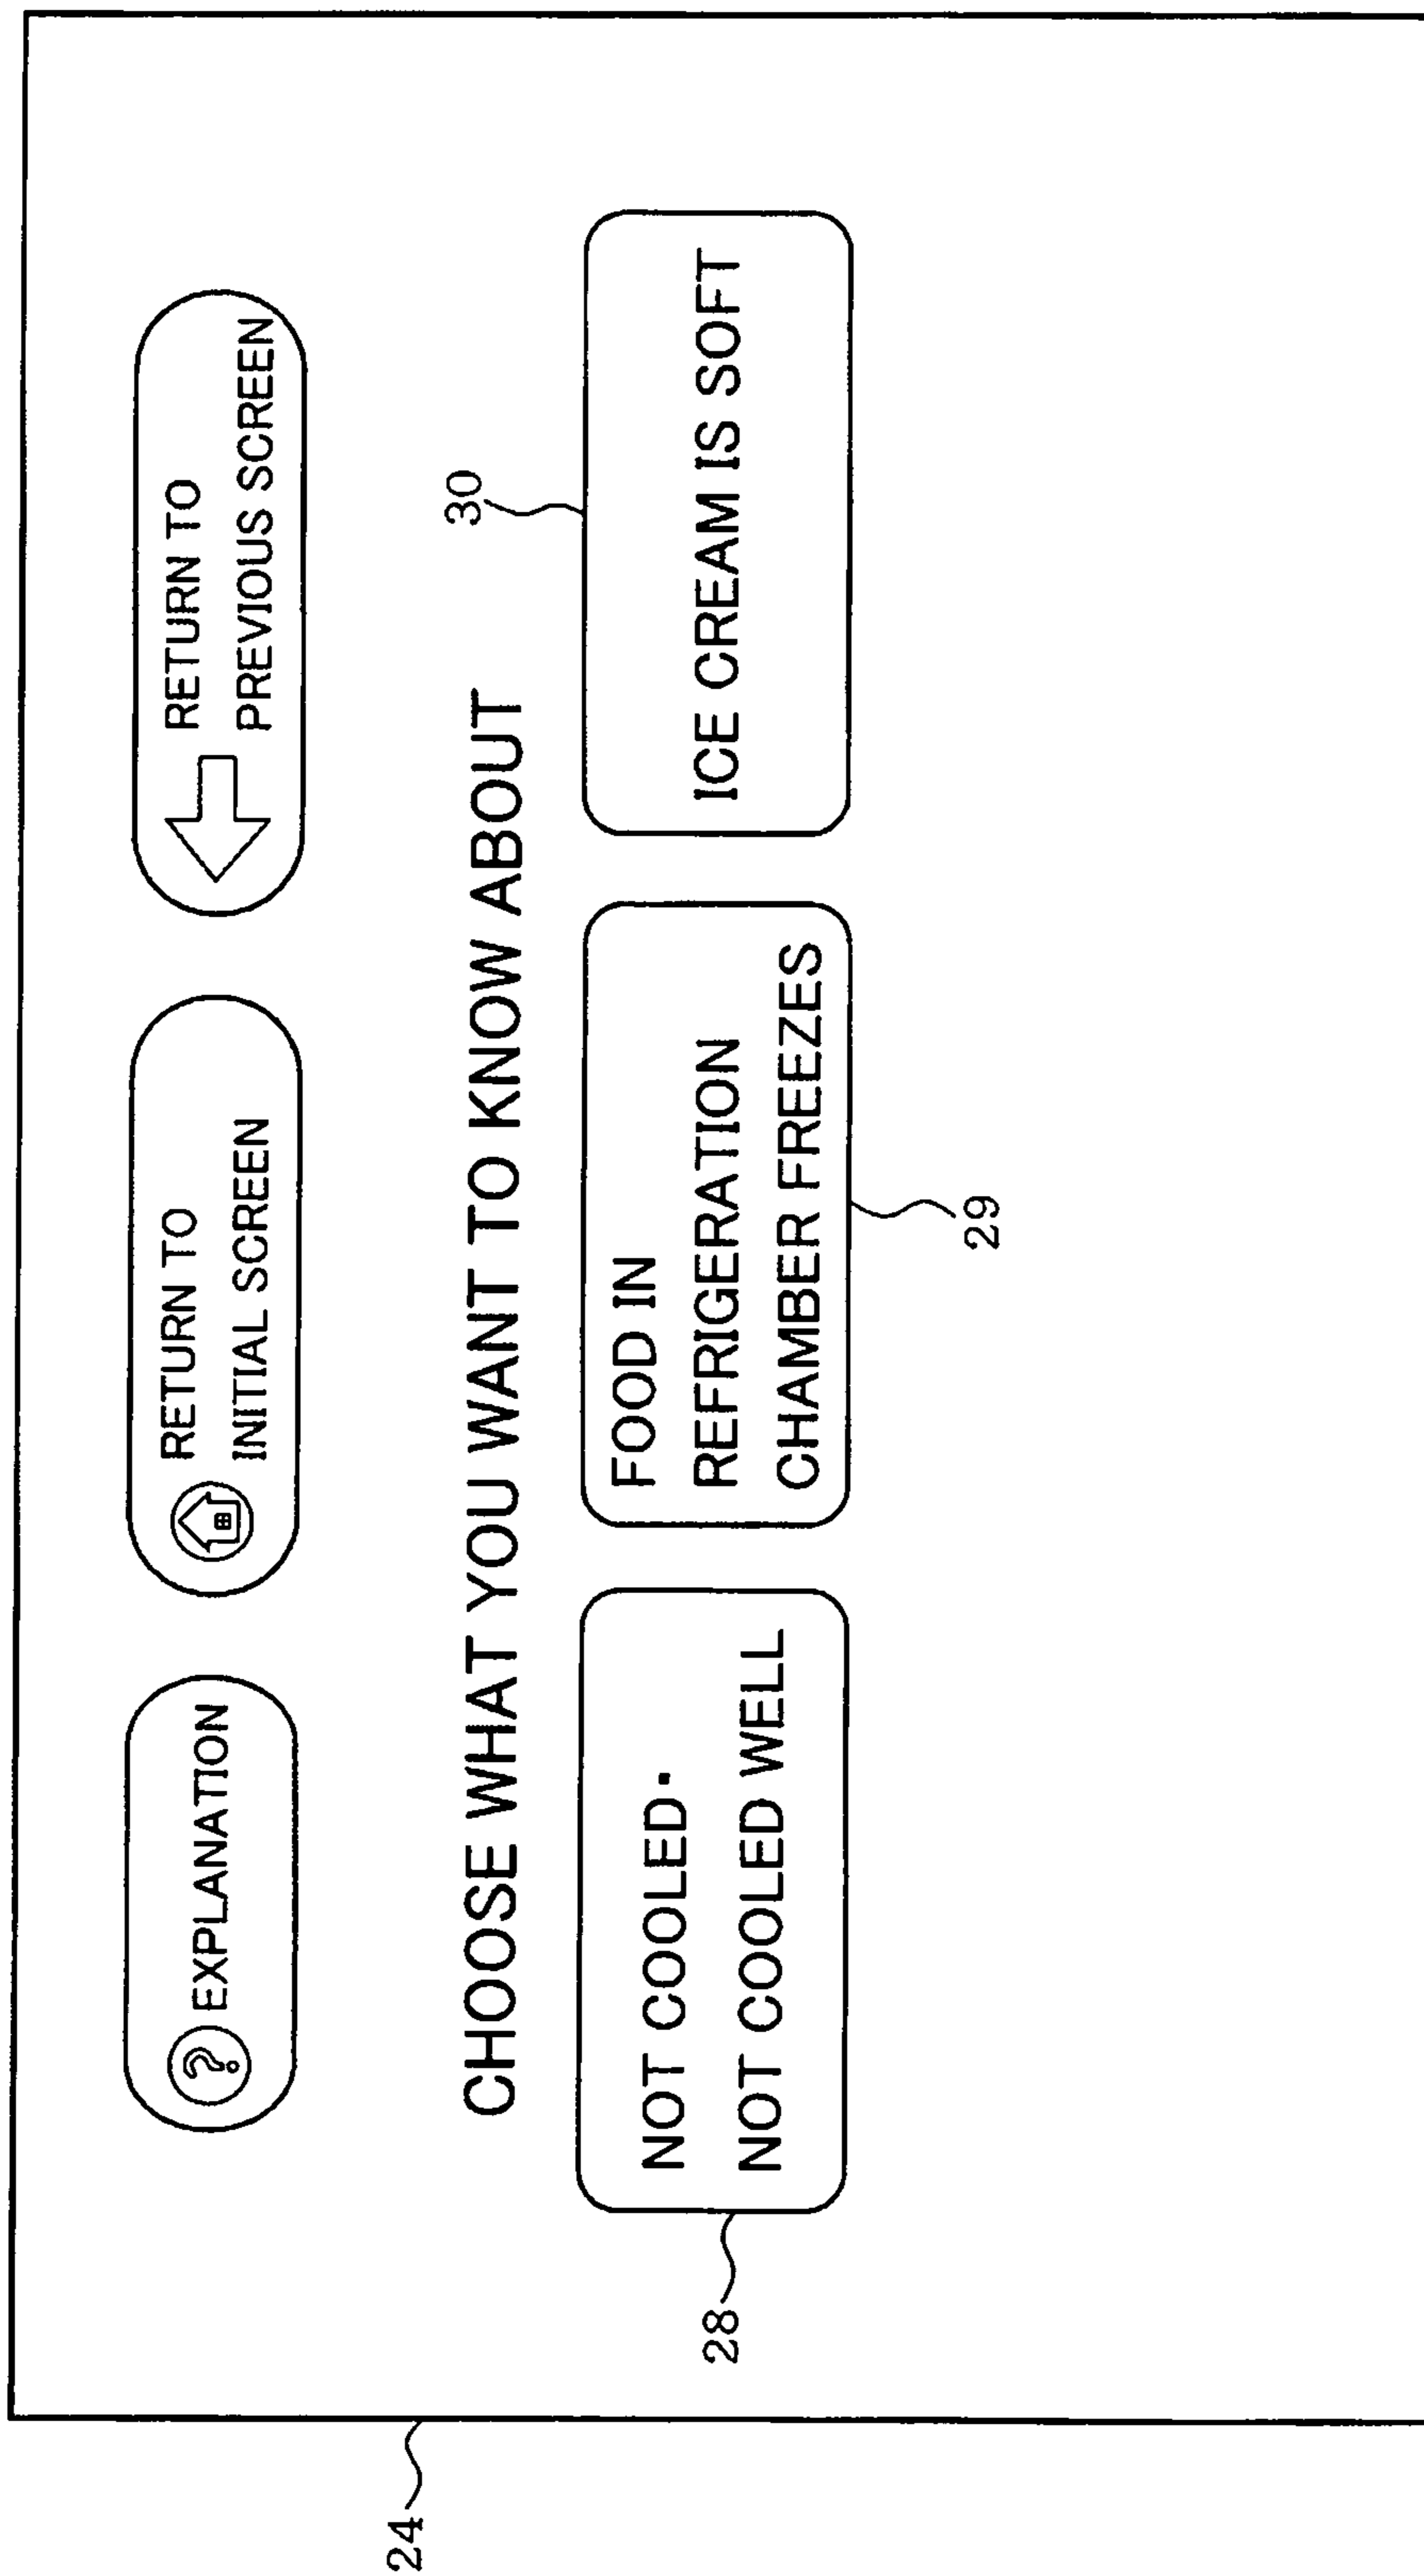 ? EXPLANATION
RETURN TO
INITIAL SCREEN
RETURN TO
PREVIOUS SCREEN
CHOOSE WHAT YOU WANT TO KNOW ABOUT
30
NOT COOLED·
NOT COOLED WELL
FOOD IN
REFRIGERATION
CHAMBER FREEZES
ICE CREAM IS SOFT
24
28
29